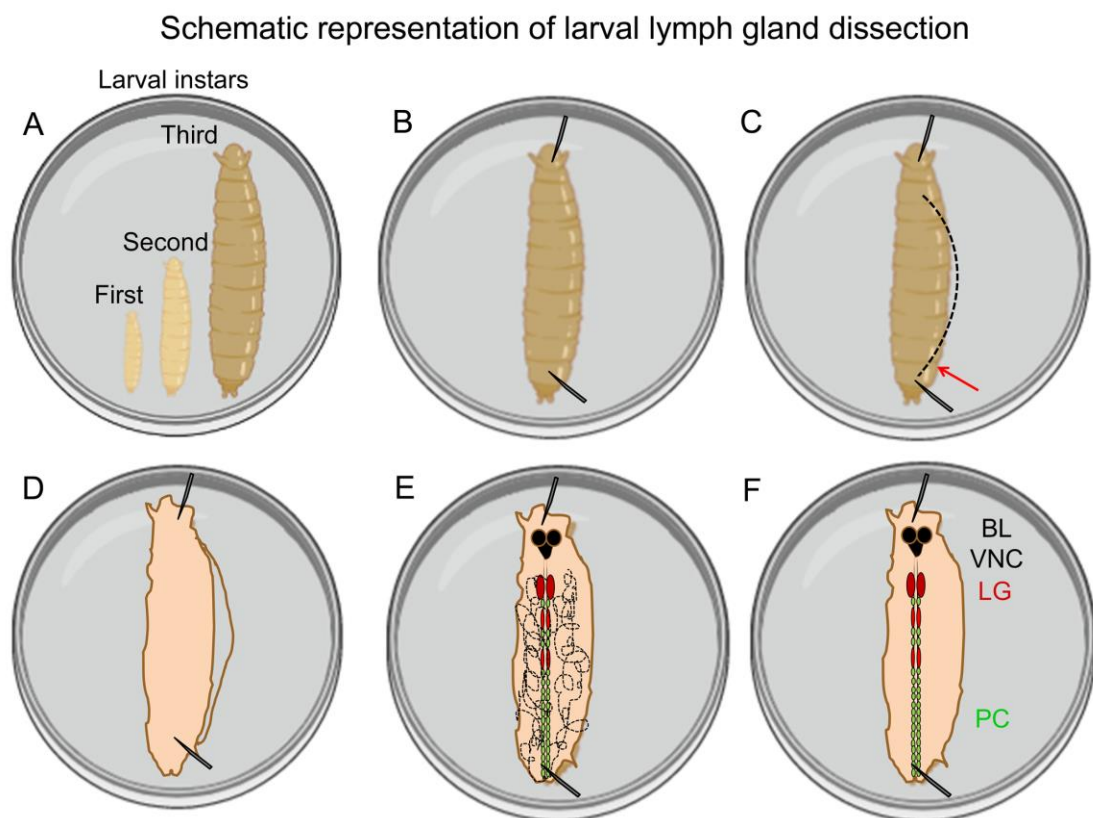 Schematic representation of larval lymph gland dissection
Larval instars
A
Third
Second
First
B
C
D
E
F
BL
VNC
LG
PC